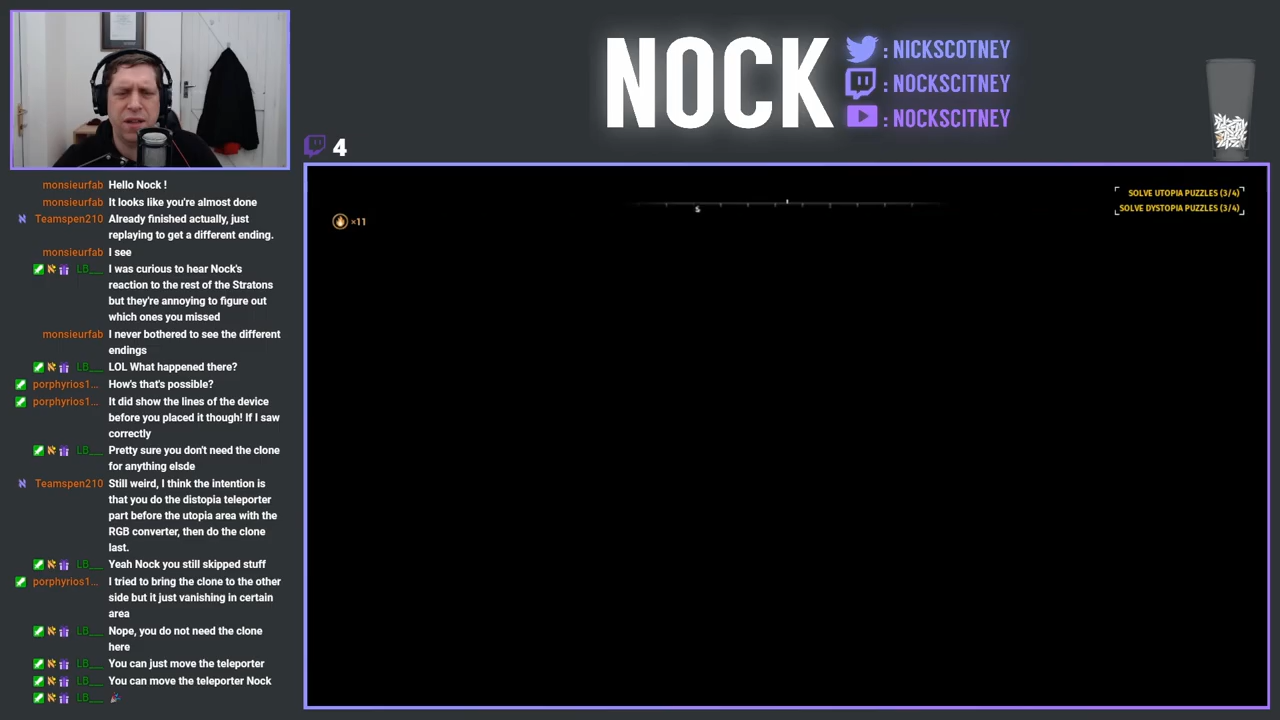 NOCK
: NICKSCOTNEY
: NOCKSCITNEY
: NOCKSCITNEY
4
monsieurfab Hello Nock !
monsieurfab It looks like you're almost done
Teamspen210 Already finished actually, just
replaying to get a different ending.
monsieurfab I see
LB__ I was curious to hear Nock's
reaction to the rest of the Stratons
but they're annoying to figure out
which ones you missed
monsieurfab I never bothered to see the different
endings
LB__ LOL What happened there?
porphyrios1... How's that's possible?
porphyrios1... It did show the lines of the device
before you placed it though! If I saw
correctly
LB__ Pretty sure you don't need the clone
for anything elsde
Teamspen210 Still weird, I think the intention is
that you do the distopia teleporter
part before the utopia area with the
RGB converter, then do the clone
last.
LB__ Yeah Nock you still skipped stuff
porphyrios1... I tried to bring the clone to the other
side but it just vanishing in certain
area
LB__ Nope, you do not need the clone
here
LB__ You can just move the teleporter
LB__ You can move the teleporter Nock
LB__
×11
S
SOLVE UTOPIA PUZZLES (3/4)
SOLVE DYSTOPIA PUZZLES (3/4)